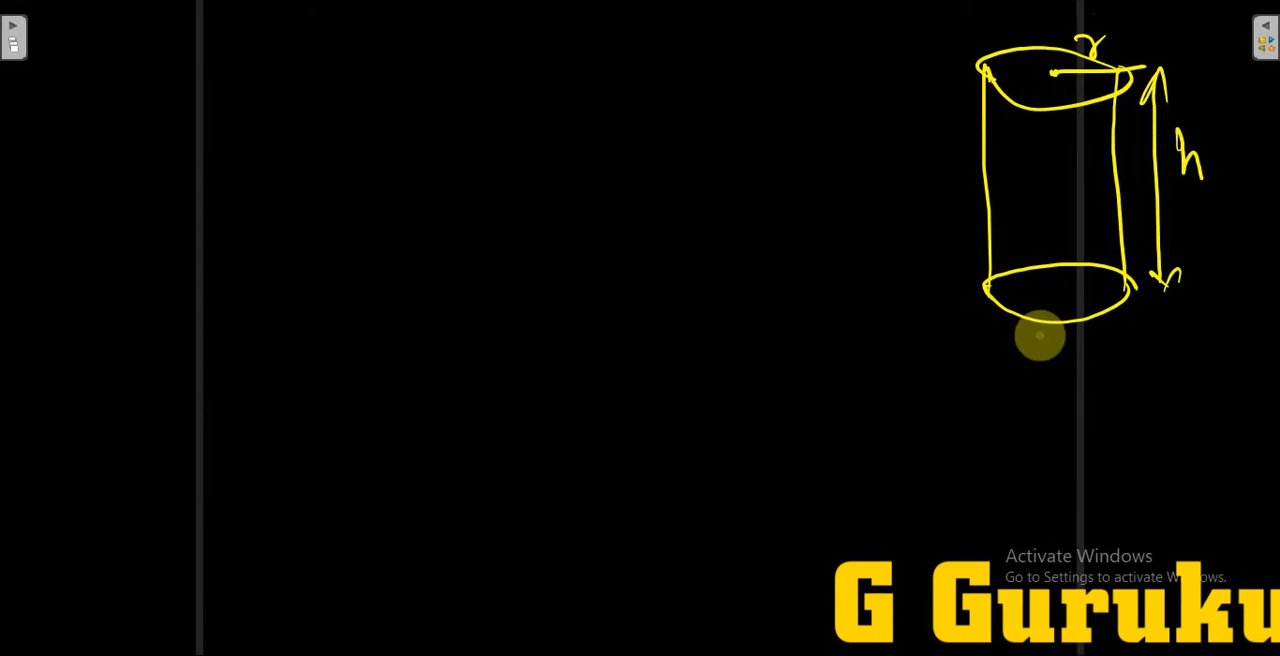 r
h
Activate Windows
Go to Settings to activate Windows.
G Guruku